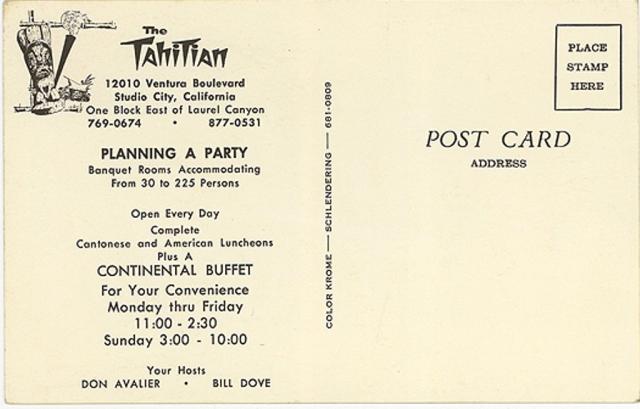 The
TAHITIAN
12010 Ventura Boulevard
Studio City, California
One Block East of Laurel Canyon
769-0674 • 877-0531
PLANNING A PARTY
Banquet Rooms Accommodating
From 30 to 225 Persons
Open Every Day
Complete
Cantonese and American Luncheons
Plus A
CONTINENTAL BUFFET
For Your Convenience
Monday thru Friday
11:00 - 2:30
Sunday 3:00 - 10:00
Your Hosts
DON AVALIER • BILL DOVE
COLOR KROME — SCHLENDERING — 681-0809
PLACE
STAMP
HERE
POST CARD
ADDRESS